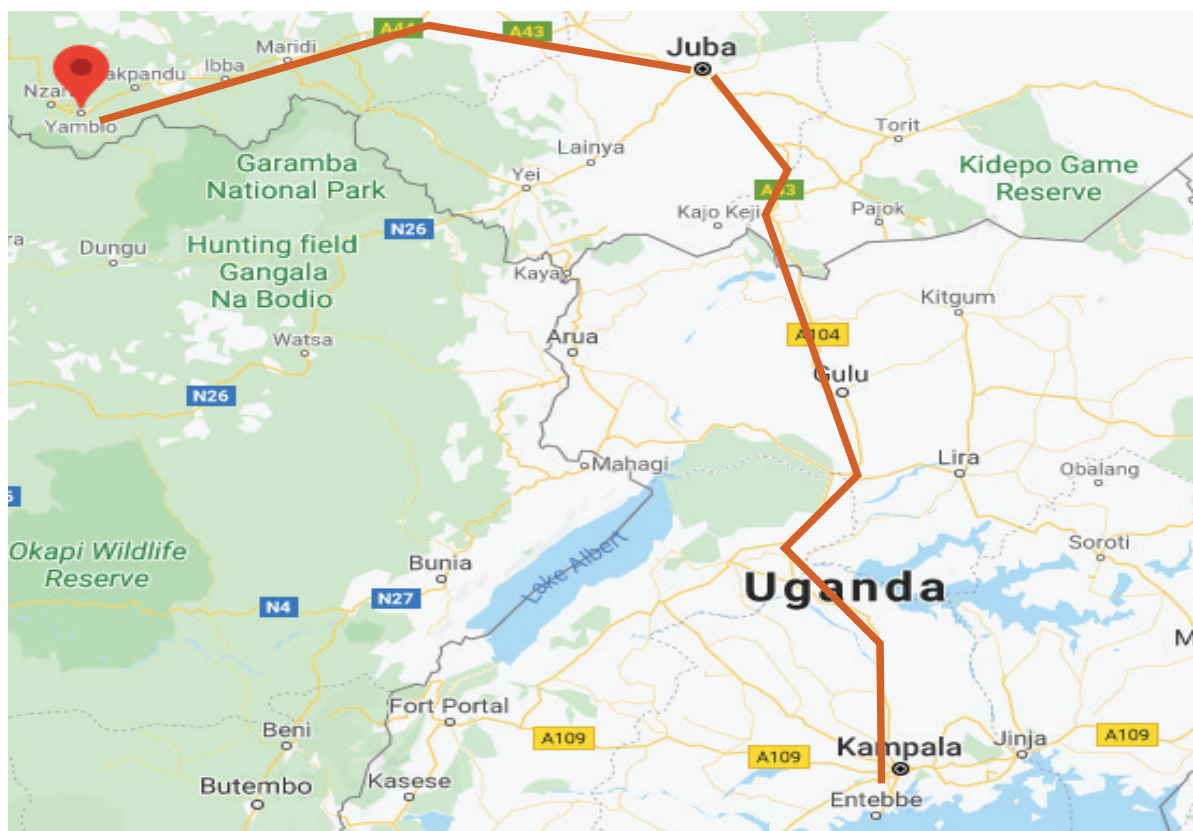 A44
A43
Juba
Maridi
Ibba
akpandu
Nzar
Yambio
Torit
Lainya
Garamba
National Park
Kidepo Game
Reserve
Yei
A43
Kajo Keji
Pajok
ra
N26
Dungu
Hunting field
Gangala
Na Bodio
Kaya
Kitgum
Watsa
Arua
A104
Gulu
N26
Lira
Mahagi
Obalang
Okapi Wildlife
Reserve
Lake Albert
Soroti
Bunia
Uganda
N4
N27
M
Fort Portal
Beni
A109
A109
Kampala
Jinja
A109
Butembo
Kasese
Entebbe